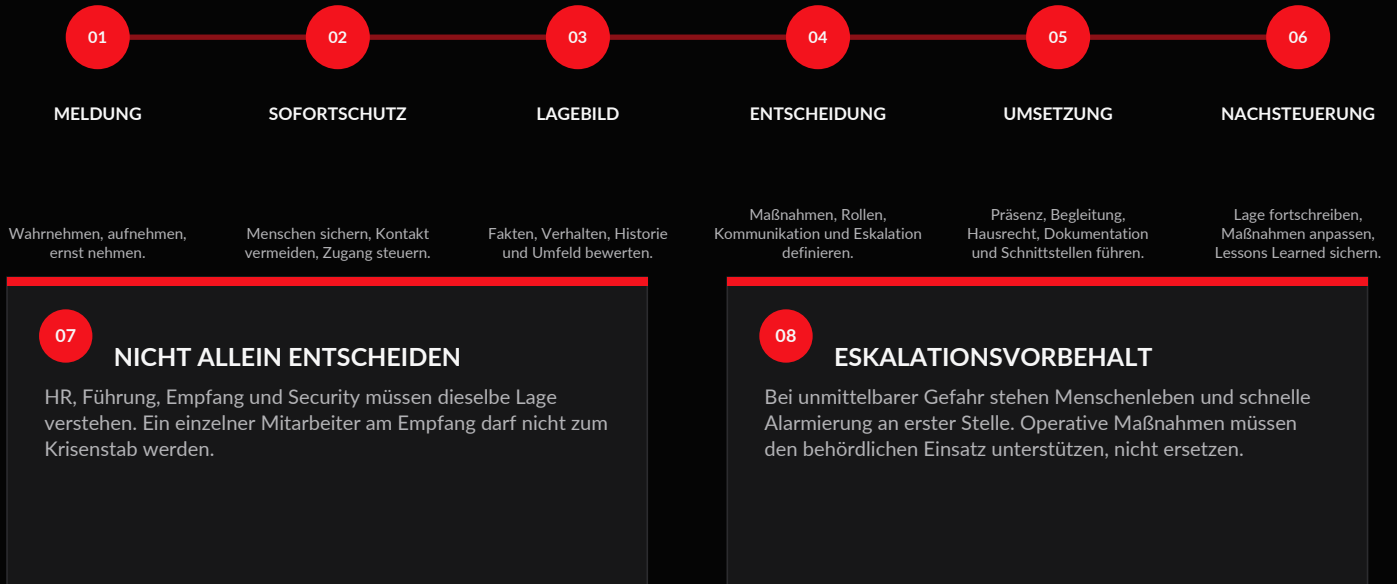 01
02
03
04
05
06
MELDUNG
SOFORTSCHUTZ
LAGEBILD
ENTSCHEIDUNG
UMSETZUNG
NACHSTEUERUNG
Wahrnehmen, aufnehmen,
ernst nehmen.
Menschen sichern, Kontakt
vermeiden, Zugang steuern.
Fakten, Verhalten, Historie
und Umfeld bewerten.
Maßnahmen, Rollen,
Kommunikation und Eskalation
definieren.
Präsenz, Begleitung,
Hausrecht, Dokumentation
und Schnittstellen führen.
Lage fortschreiben,
Maßnahmen anpassen,
Lessons Learned sichern.
07
NICHT ALLEIN ENTSCHEIDEN
HR, Führung, Empfang und Security müssen dieselbe Lage
verstehen. Ein einzelner Mitarbeiter am Empfang darf nicht zum
Krisenstab werden.
08
ESKALATIONSVORBEHALT
Bei unmittelbarer Gefahr stehen Menschenleben und schnelle
Alarmierung an erster Stelle. Operative Maßnahmen müssen
den behördlichen Einsatz unterstützen, nicht ersetzen.